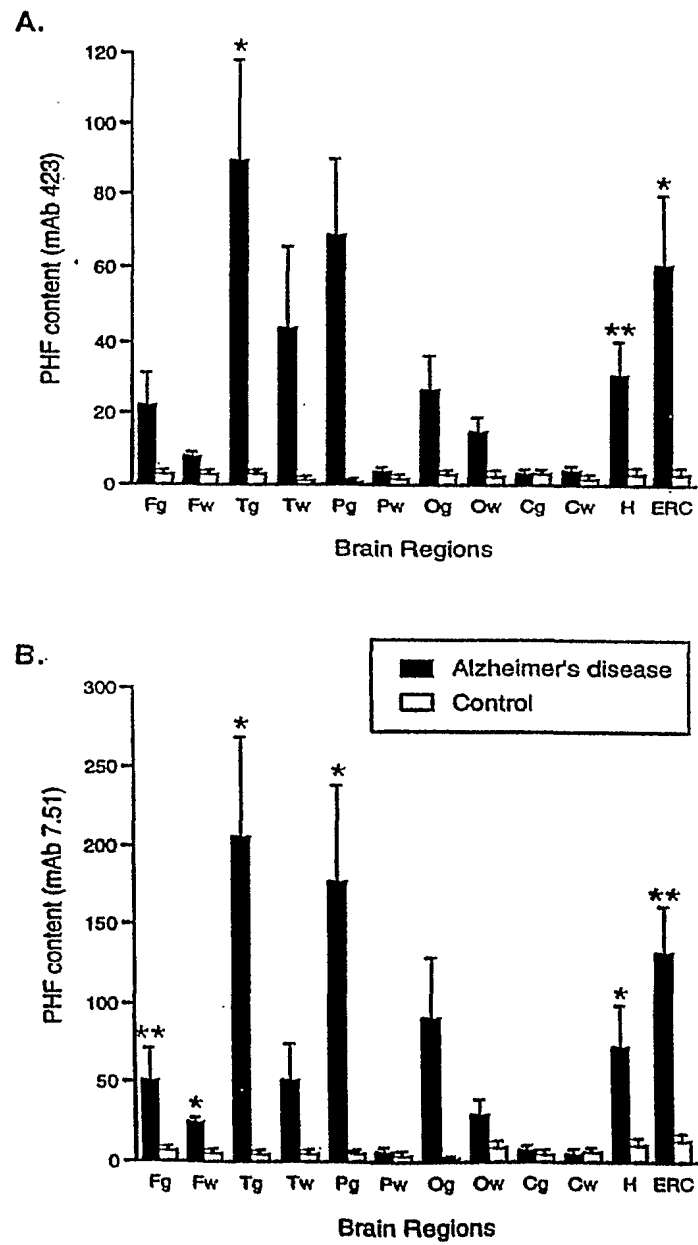 A.
PHF content (mAb 423)
120
100
80
60
40
20
0
*
*
**
Fg Fw Tg Tw Pg Pw Og Ow Cg Cw H ERC
Brain Regions
B.
Alzheimer's disease
Control
PHF content (mAb 7.51)
300
250
200
150
100
50
0
**
*
*
*
*
**
Fg Fw Tg Tw Pg Pw Og Ow Cg Cw H ERC
Brain Regions